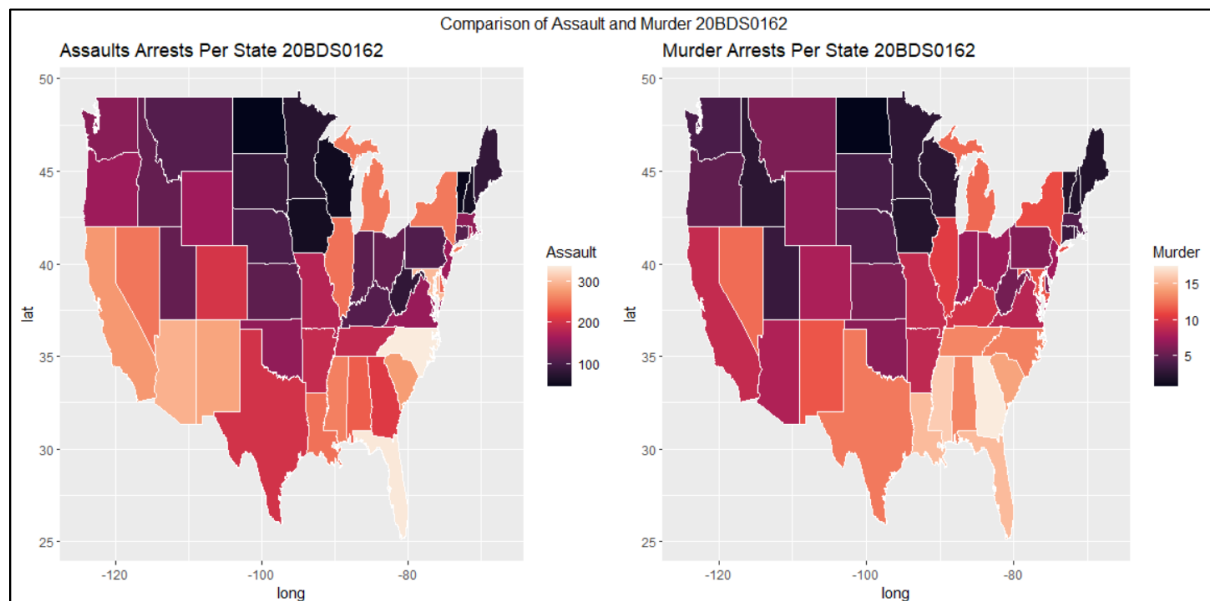 Comparison of Assault and Murder 20BDS0162
Assaults Arrests Per State 20BDS0162
50
45
40
35
30
25
lat
-120
-100
-80
long
Assault
300
200
100
Murder Arrests Per State 20BDS0162
50
45
40
35
30
25
lat
-120
-100
-80
long
Murder
15
10
5